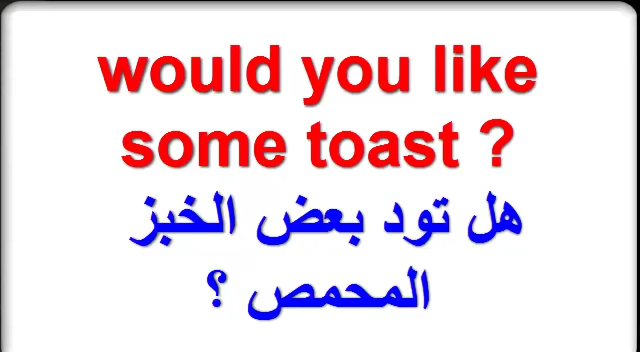 would you like
some toast ?
هل تود بعض الخبز
المحمص ؟